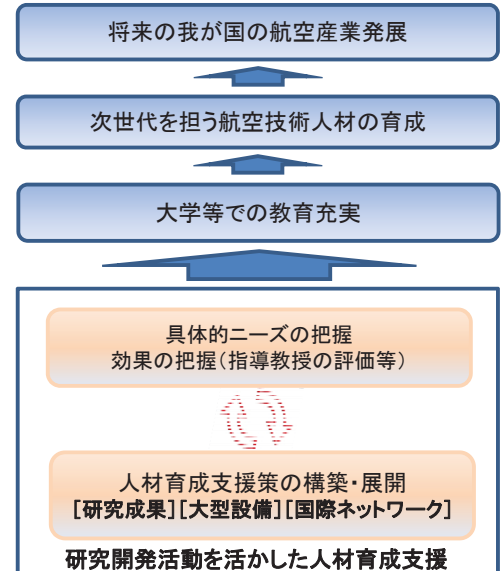 将来の我が国の航空産業発展
次世代を担う航空技術人材の育成
大学等での教育充実
具体的ニーズの把握
効果の把握(指導教授の評価等)
人材育成支援策の構築・展開
[研究成果][大型設備][国際ネットワーク]
研究開発活動を活かした人材育成支援